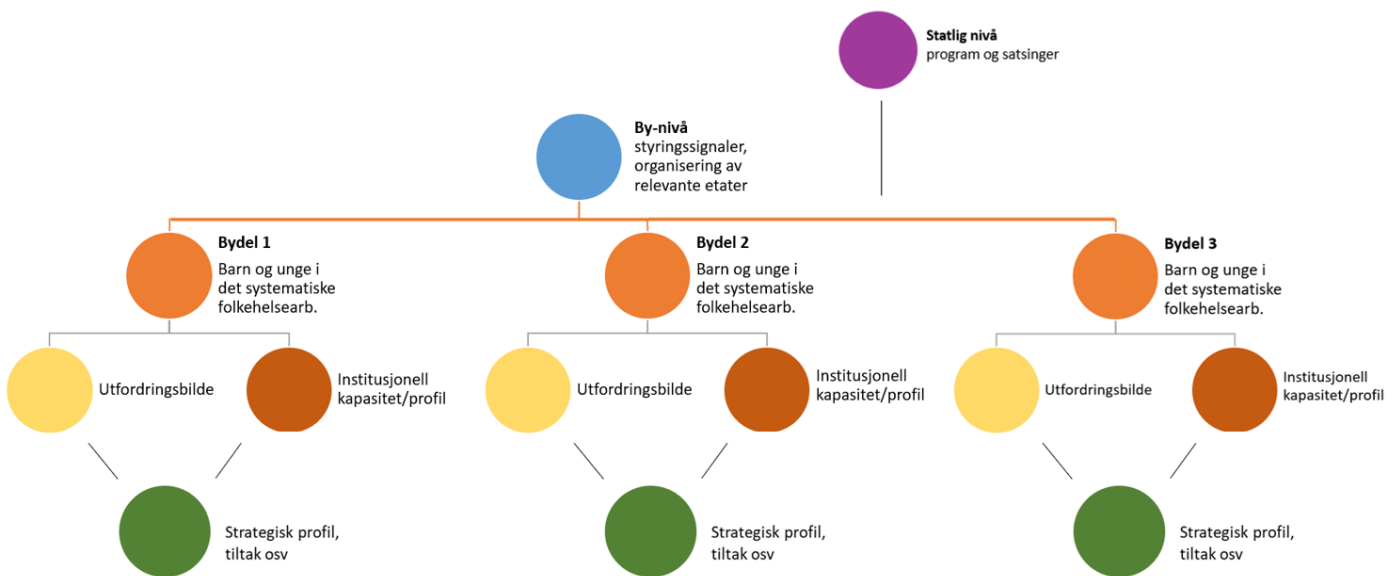 Statlig nivå
program og satsinger
By-nivå
styringssignaler,
organisering av
relevante etater
Bydel 1
Barn og unge i
det systematiske
folkehelsearb.
Bydel 2
Barn og unge i
det systematiske
folkehelsearb.
Bydel 3
Barn og unge i
det systematiske
folkehelsearb.
Utfordringsbilde
Institusjonell
kapasitet/profil
Utfordringsbilde
Institusjonell
kapasitet/profil
Utfordringsbilde
Institusjonell
kapasitet/profil
Strategisk profil,
tiltak osv
Strategisk profil,
tiltak osv
Strategisk profil,
tiltak osv